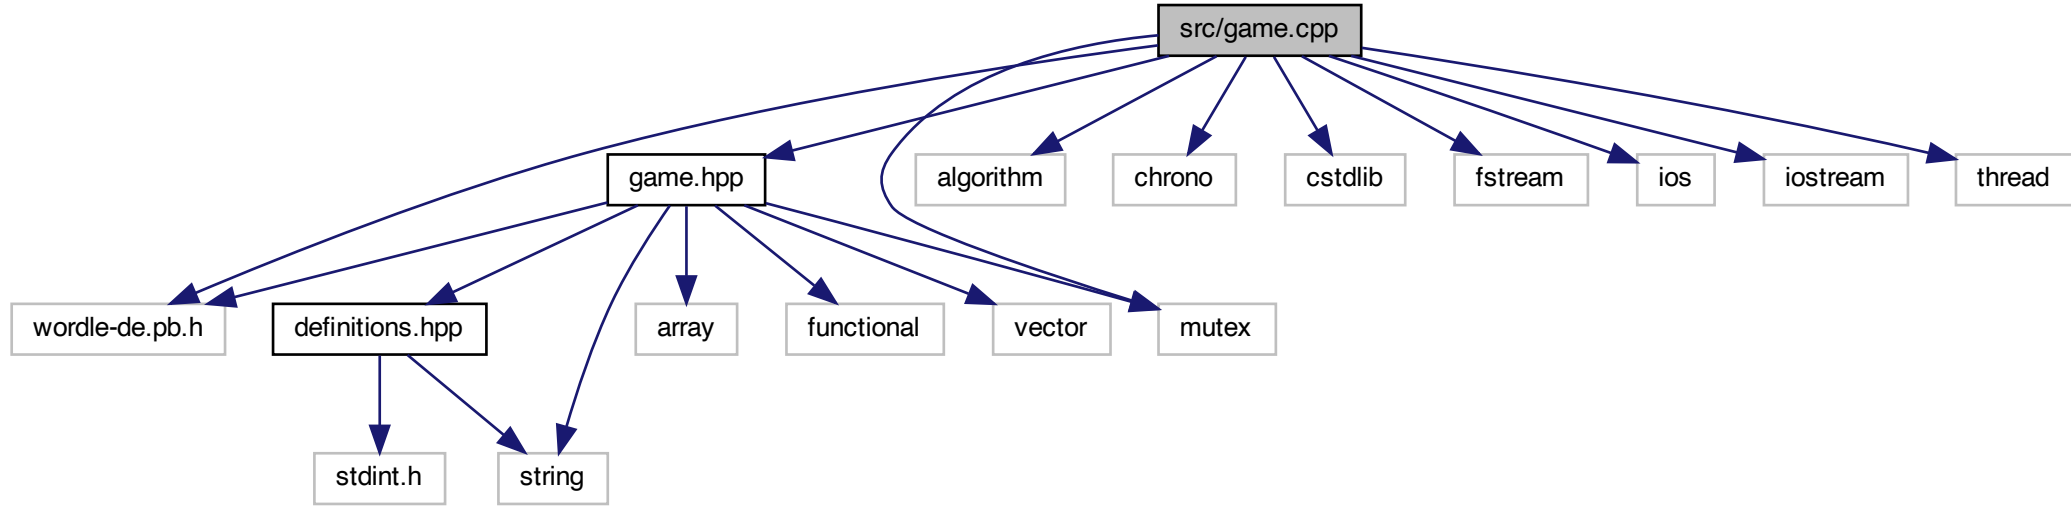 src/game.cpp
game.hpp
algorithm
chrono
cstdlib
fstream
ios
iostream
thread
wordle-de.pb.h
definitions.hpp
array
functional
vector
mutex
stdint.h
string